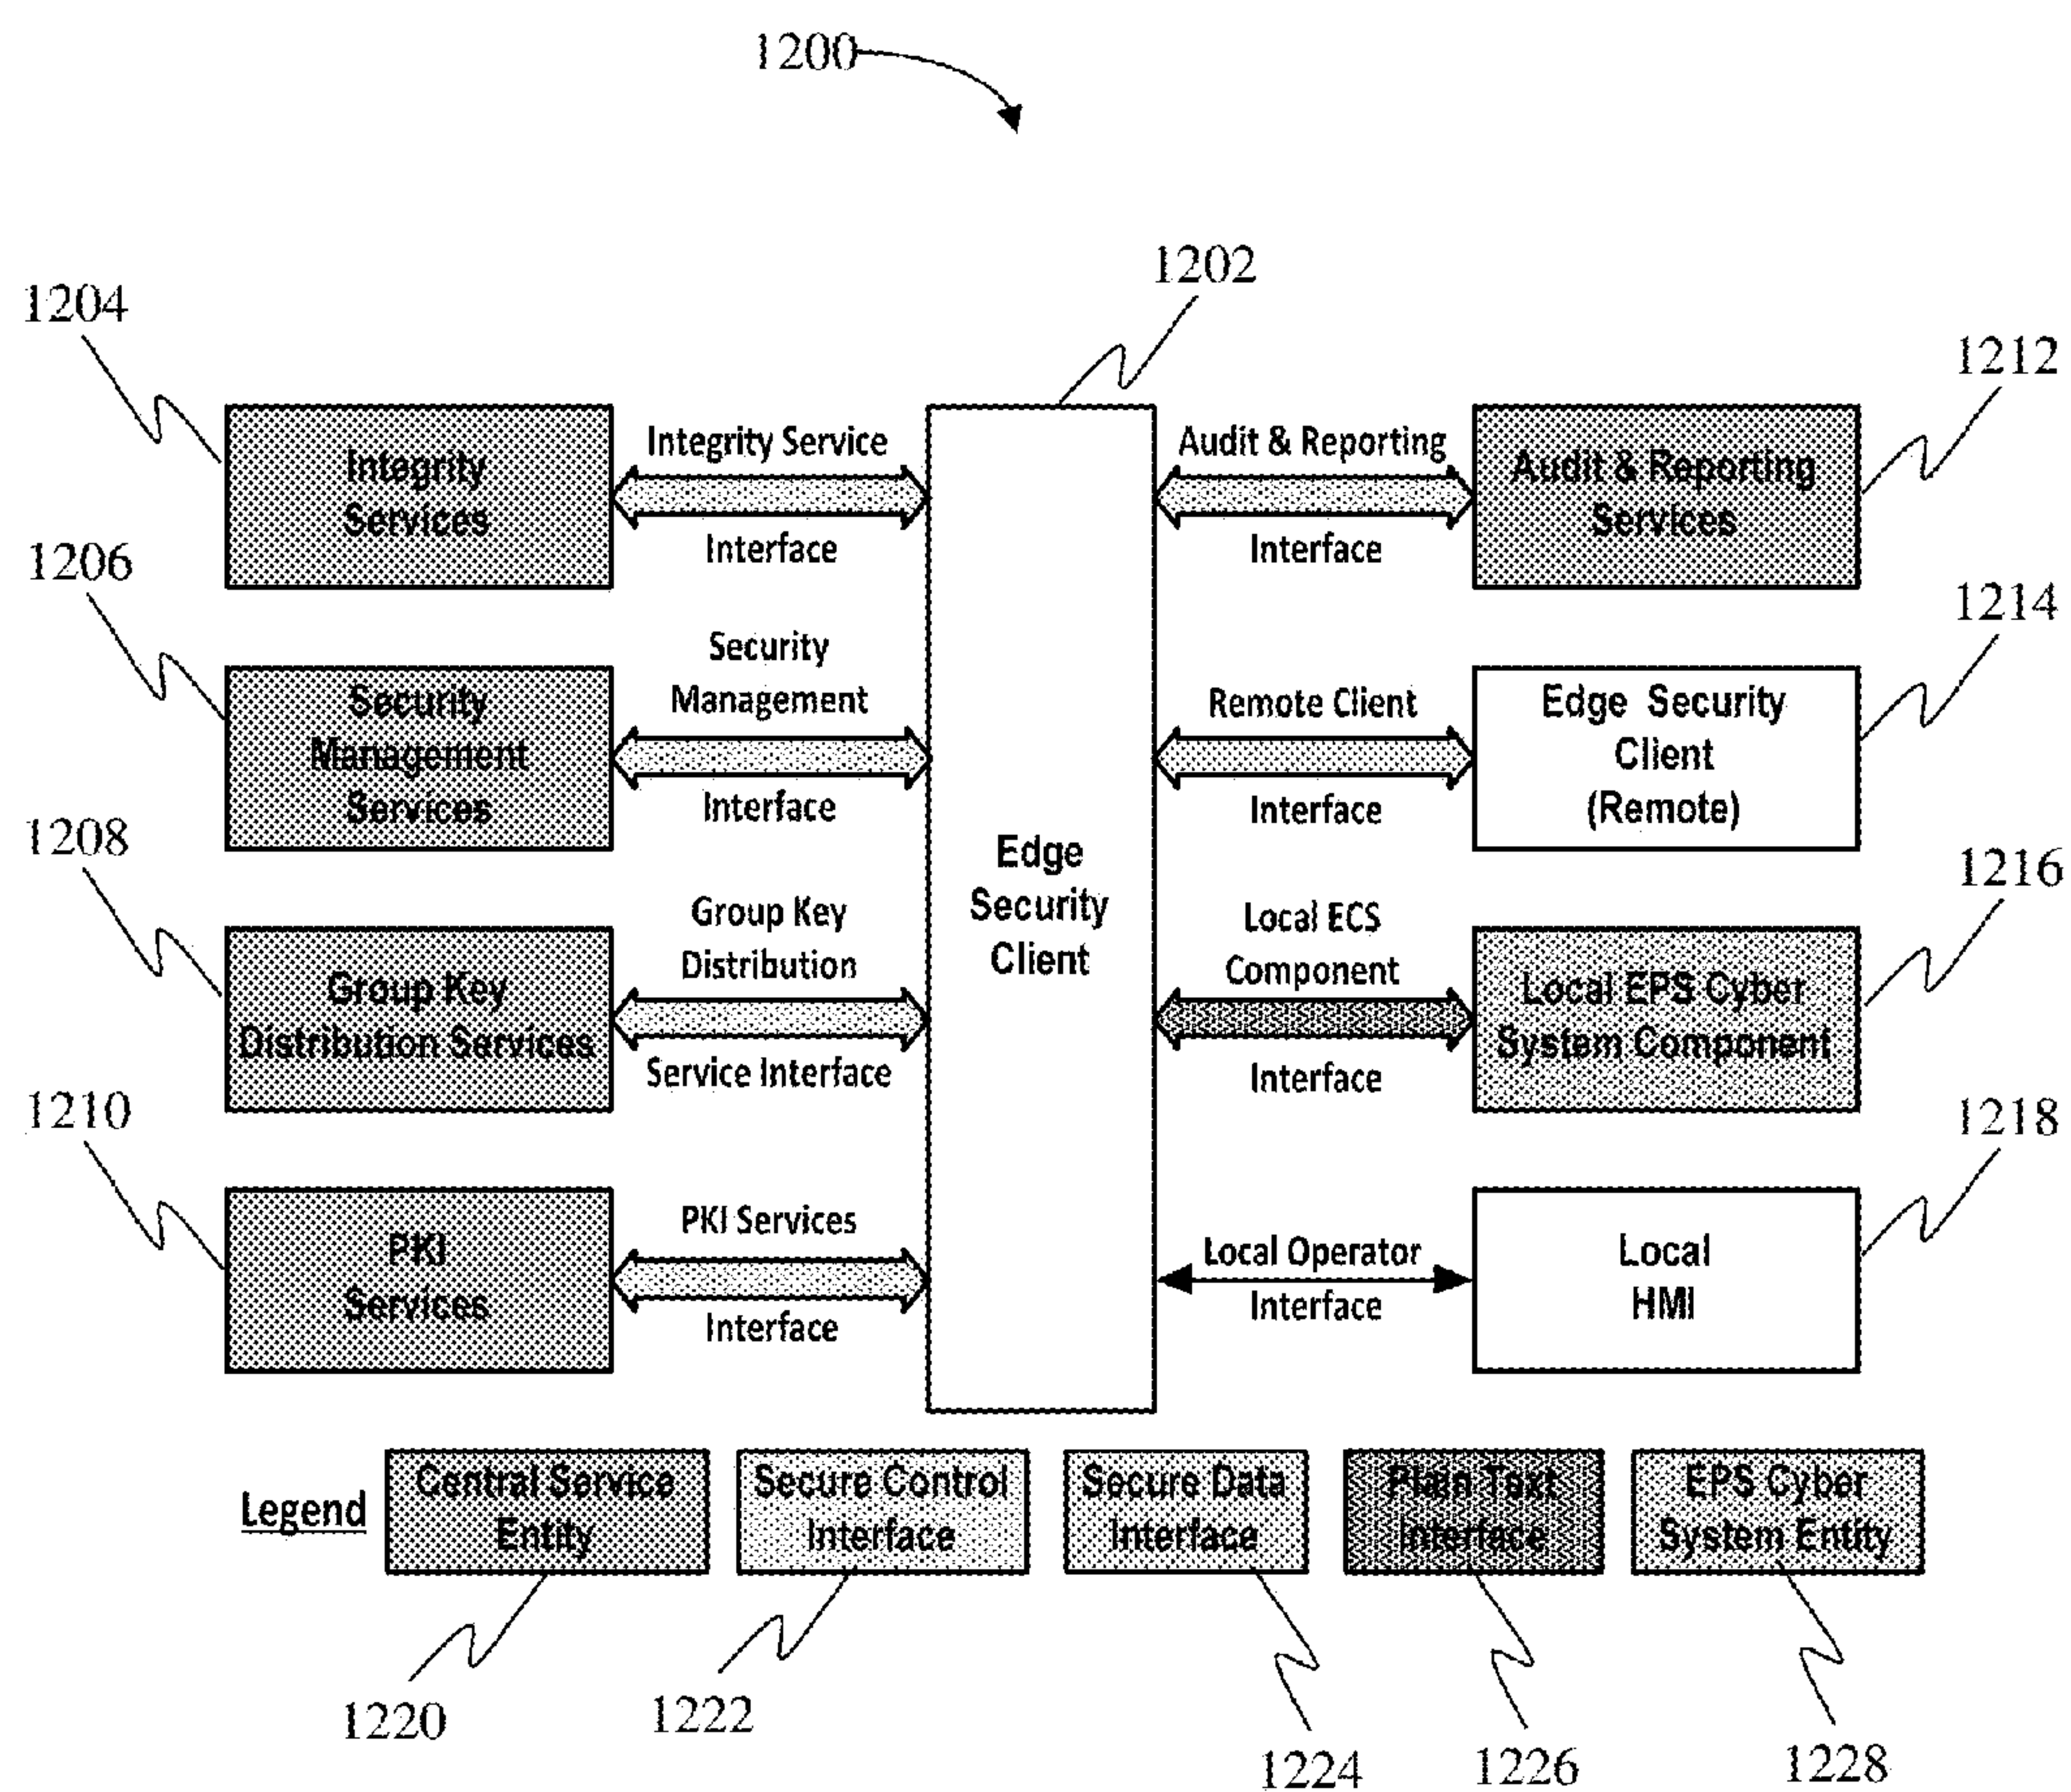 1200
1202
1204
1212
Integrity
Services
Integrity Service
Interface
Audit & Reporting
Interface
Audit & Reporting
Services
1206
1214
Security
Management
Services
Security
Management
Interface
Remote Client
Interface
Edge Security
Client
(Remote)
Edge
Security
Client
1208
1216
Group Key
Distribution Services
Group Key
Distribution
Service Interface
Local ECS
Component
Interface
Local EPS Cyber
System Component
1210
1218
PKI
Services
PKI Services
Interface
Local Operator
Interface
Local
HMI
Legend
Central Service
Entity
Secure Control
Interface
Secure Data
Interface
Plain Text
Interface
EPS Cyber
System Entity
1220
1222
1224
1226
1228